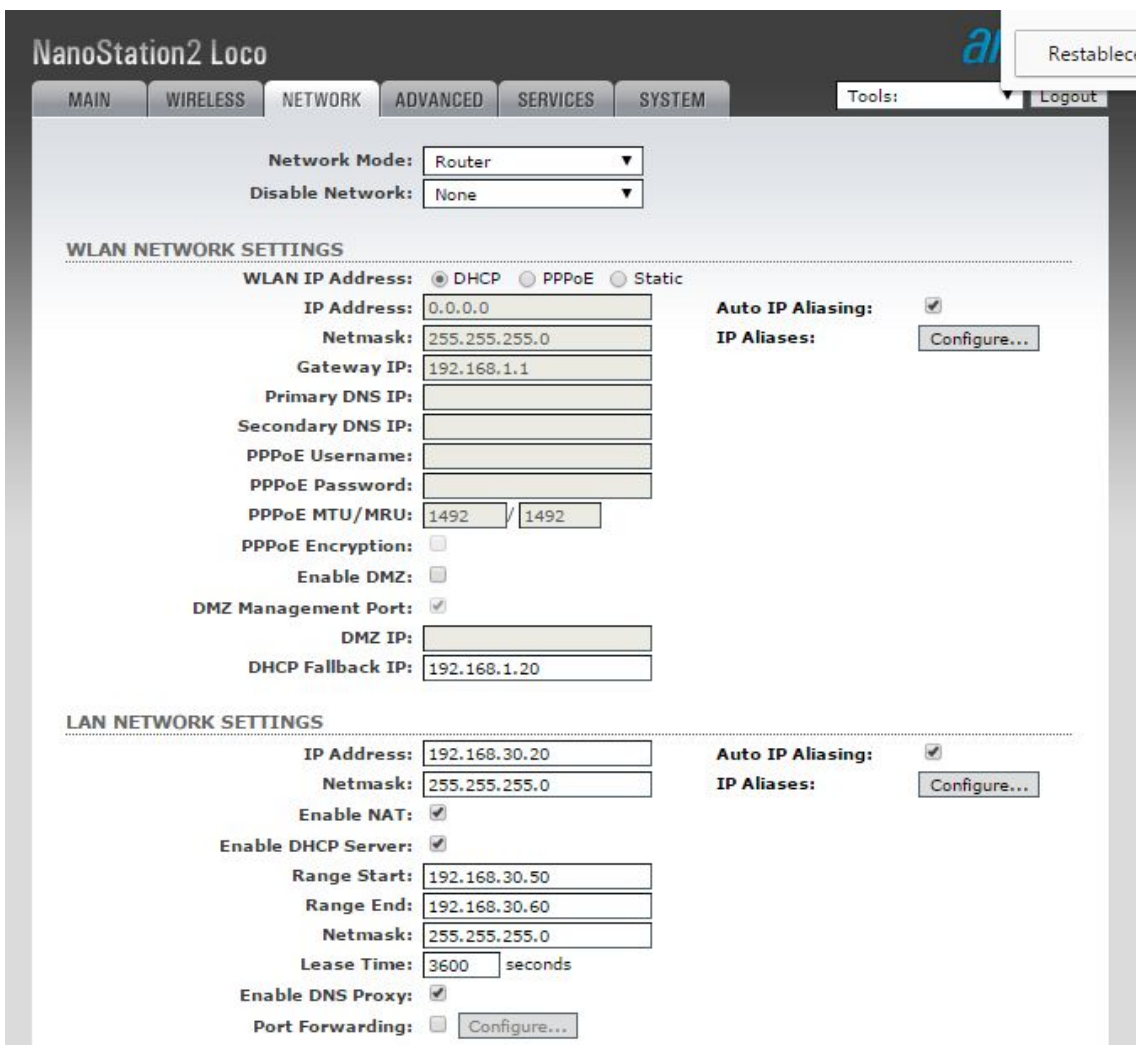 NanoStation2 Loco
Restablece
MAIN WIRELESS NETWORK ADVANCED SERVICES SYSTEM Tools: Logout
Network Mode: Router
Disable Network: None
WLAN NETWORK SETTINGS
WLAN IP Address: DHCP PPPoE Static
IP Address: 0.0.0.0 Auto IP Aliasing:
Netmask: 255.255.255.0 IP Aliases: Configure...
Gateway IP: 192.168.1.1
Primary DNS IP:
Secondary DNS IP:
PPPoE Username:
PPPoE Password:
PPPoE MTU/MRU: 1492 / 1492
PPPoE Encryption:
Enable DMZ:
DMZ Management Port:
DMZ IP:
DHCP Fallback IP: 192.168.1.20
LAN NETWORK SETTINGS
IP Address: 192.168.30.20 Auto IP Aliasing:
Netmask: 255.255.255.0 IP Aliases: Configure...
Enable NAT:
Enable DHCP Server:
Range Start: 192.168.30.50
Range End: 192.168.30.60
Netmask: 255.255.255.0
Lease Time: 3600 seconds
Enable DNS Proxy:
Port Forwarding: Configure...